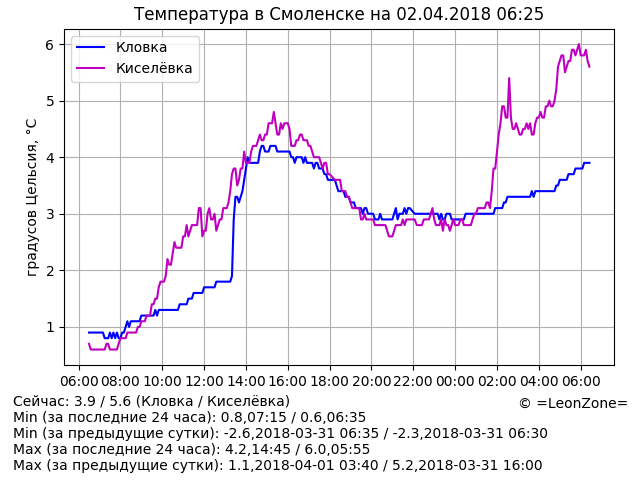 Температура в Смоленске на 02.04.2018 06:25
Кловка
Киселёвка
градусов Цельсия, °C
6
5
4
3
2
1
06:00 08:00 10:00 12:00 14:00 16:00 18:00 20:00 22:00 00:00 02:00 04:00 06:00
Сейчас: 3.9 / 5.6 (Кловка / Киселёвка)
© =LeonZone=
Min (за последние 24 часа): 0.8,07:15 / 0.6,06:35
Min (за предыдущие сутки): -2.6,2018-03-31 06:35 / -2.3,2018-03-31 06:30
Max (за последние 24 часа): 4.2,14:45 / 6.0,05:55
Max (за предыдущие сутки): 1.1,2018-04-01 03:40 / 5.2,2018-03-31 16:00